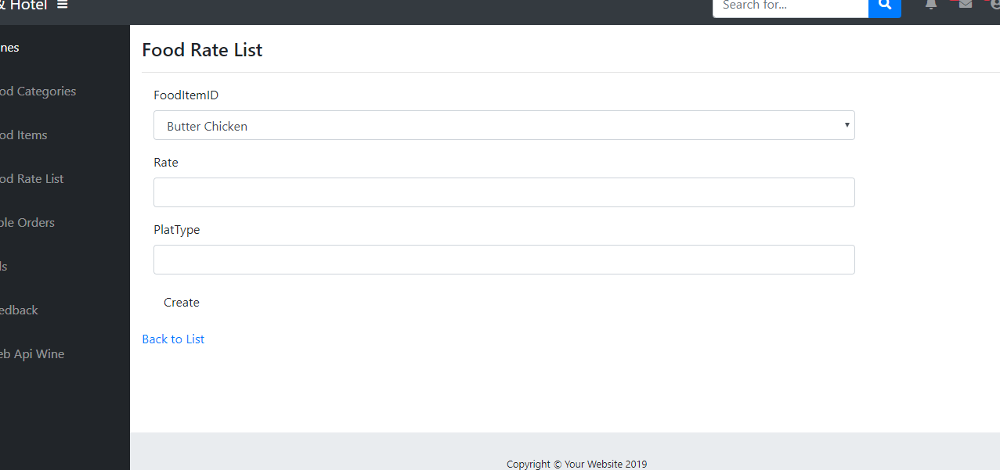 & Hotel
Search for...
nes
od Categories
od Items
od Rate List
ble Orders
ls
edback
eb Api Wine
Food Rate List
FoodItemID
Butter Chicken
Rate
PlatType
Create
Back to List
Copyright © Your Website 2019